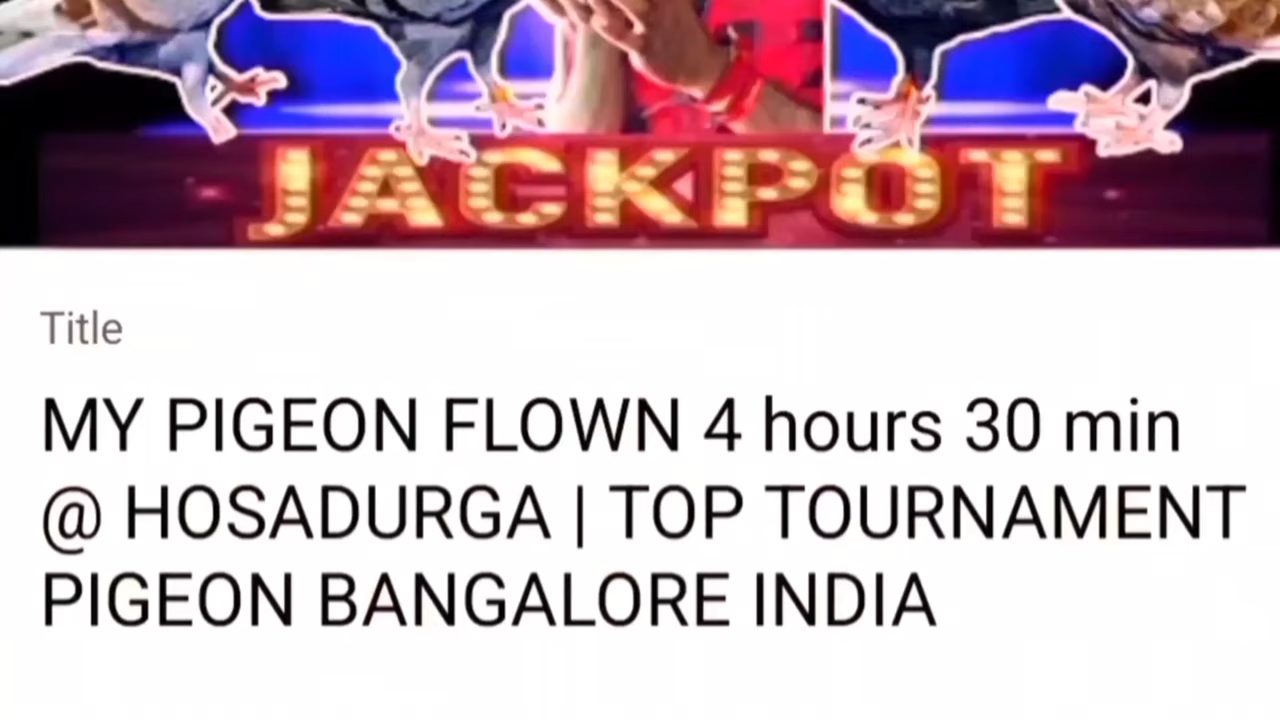 JACKPOT
Title
MY PIGEON FLOWN 4 hours 30 min
@ HOSADURGA | TOP TOURNAMENT
PIGEON BANGALORE INDIA